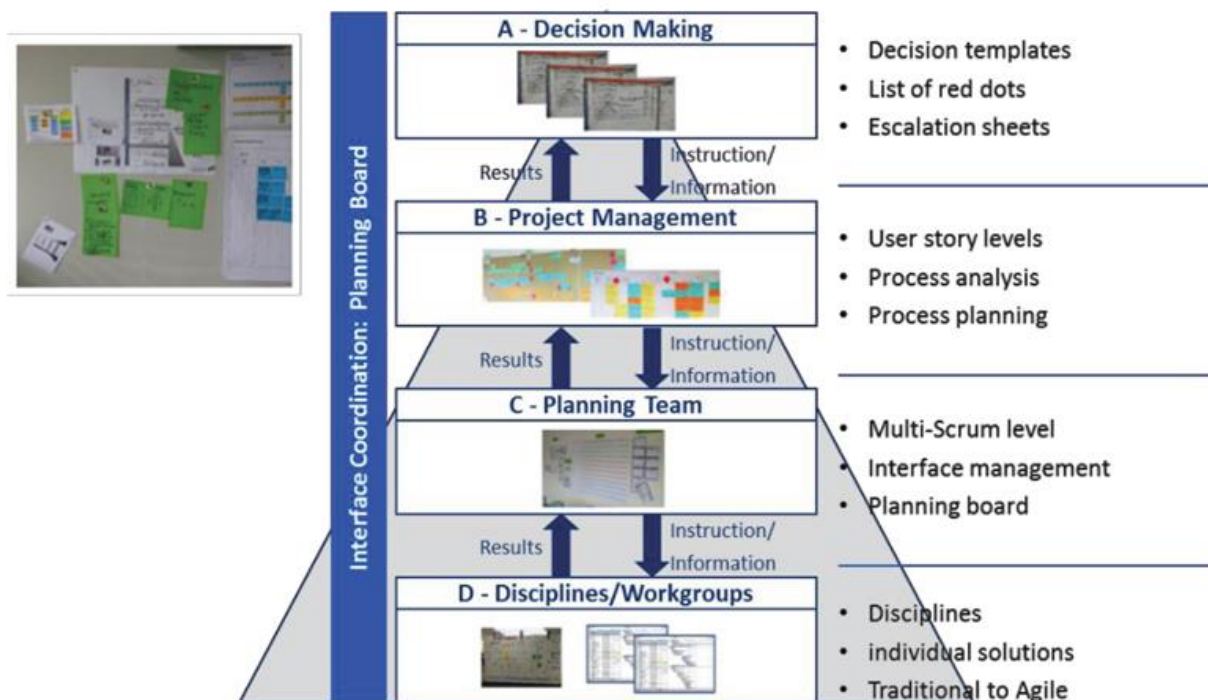 A - Decision Making
Results
Instruction/
Information
B - Project Management
Results
Instruction/
Information
C - Planning Team
Results
Instruction/
Information
D - Disciplines/Workgroups
Interface Coordination: Planning Board
• Decision templates
• List of red dots
• Escalation sheets
• User story levels
• Process analysis
• Process planning
• Multi-Scrum level
• Interface management
• Planning board
• Disciplines
• individual solutions
• Traditional to Agile